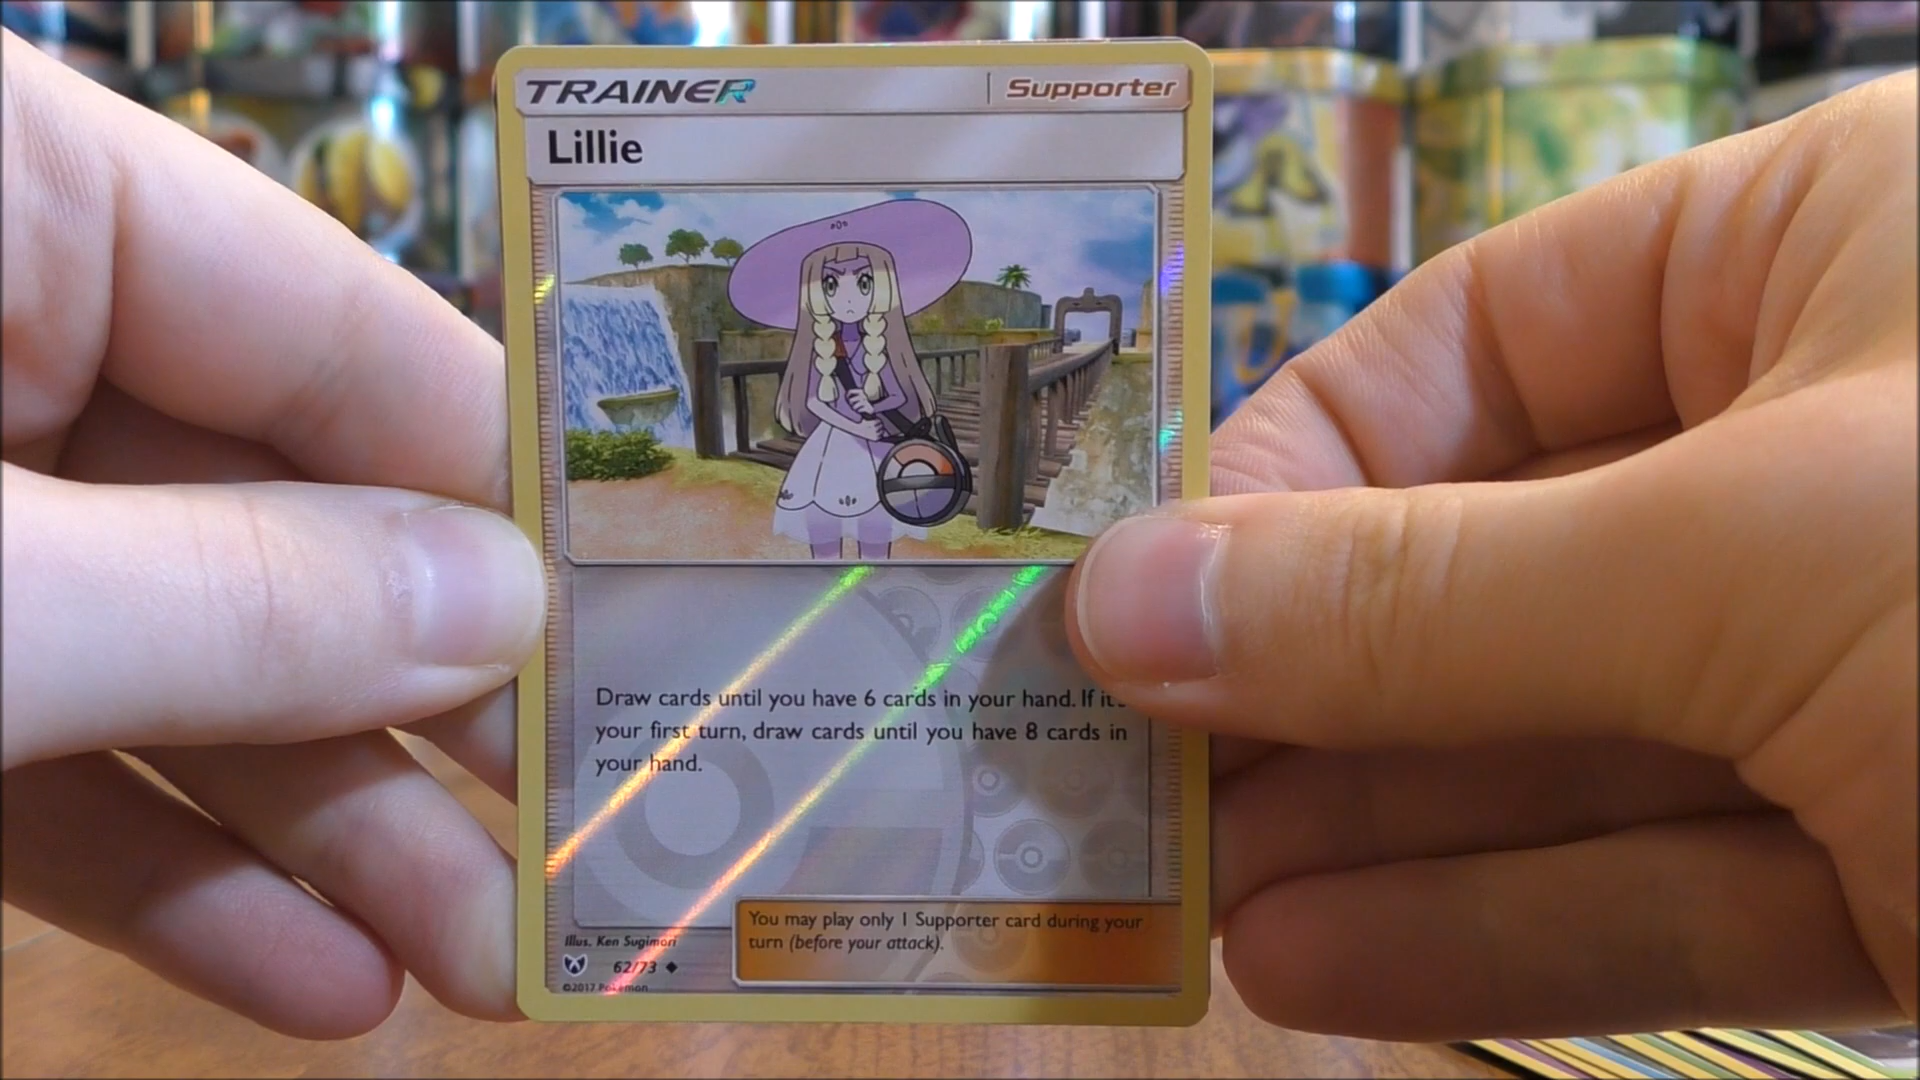 TRAINER Supporter
Lillie
Draw cards until you have 6 cards in your hand. If it
your first turn, draw cards until you have 8 cards in
your hand.
You may play only 1 Supporter card during your
turn (before your attack).
Illus. Ken Sugimori
62/73
©2017 Pokémon